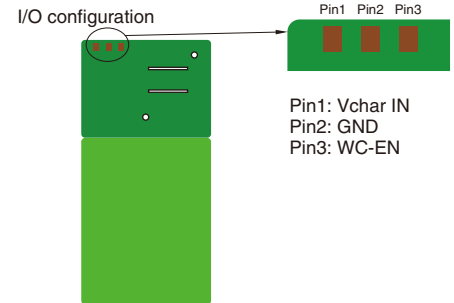 I/O configuration
Pin1 Pin2 Pin3
Pin1: Vchar IN
Pin2: GND
Pin3: WC-EN